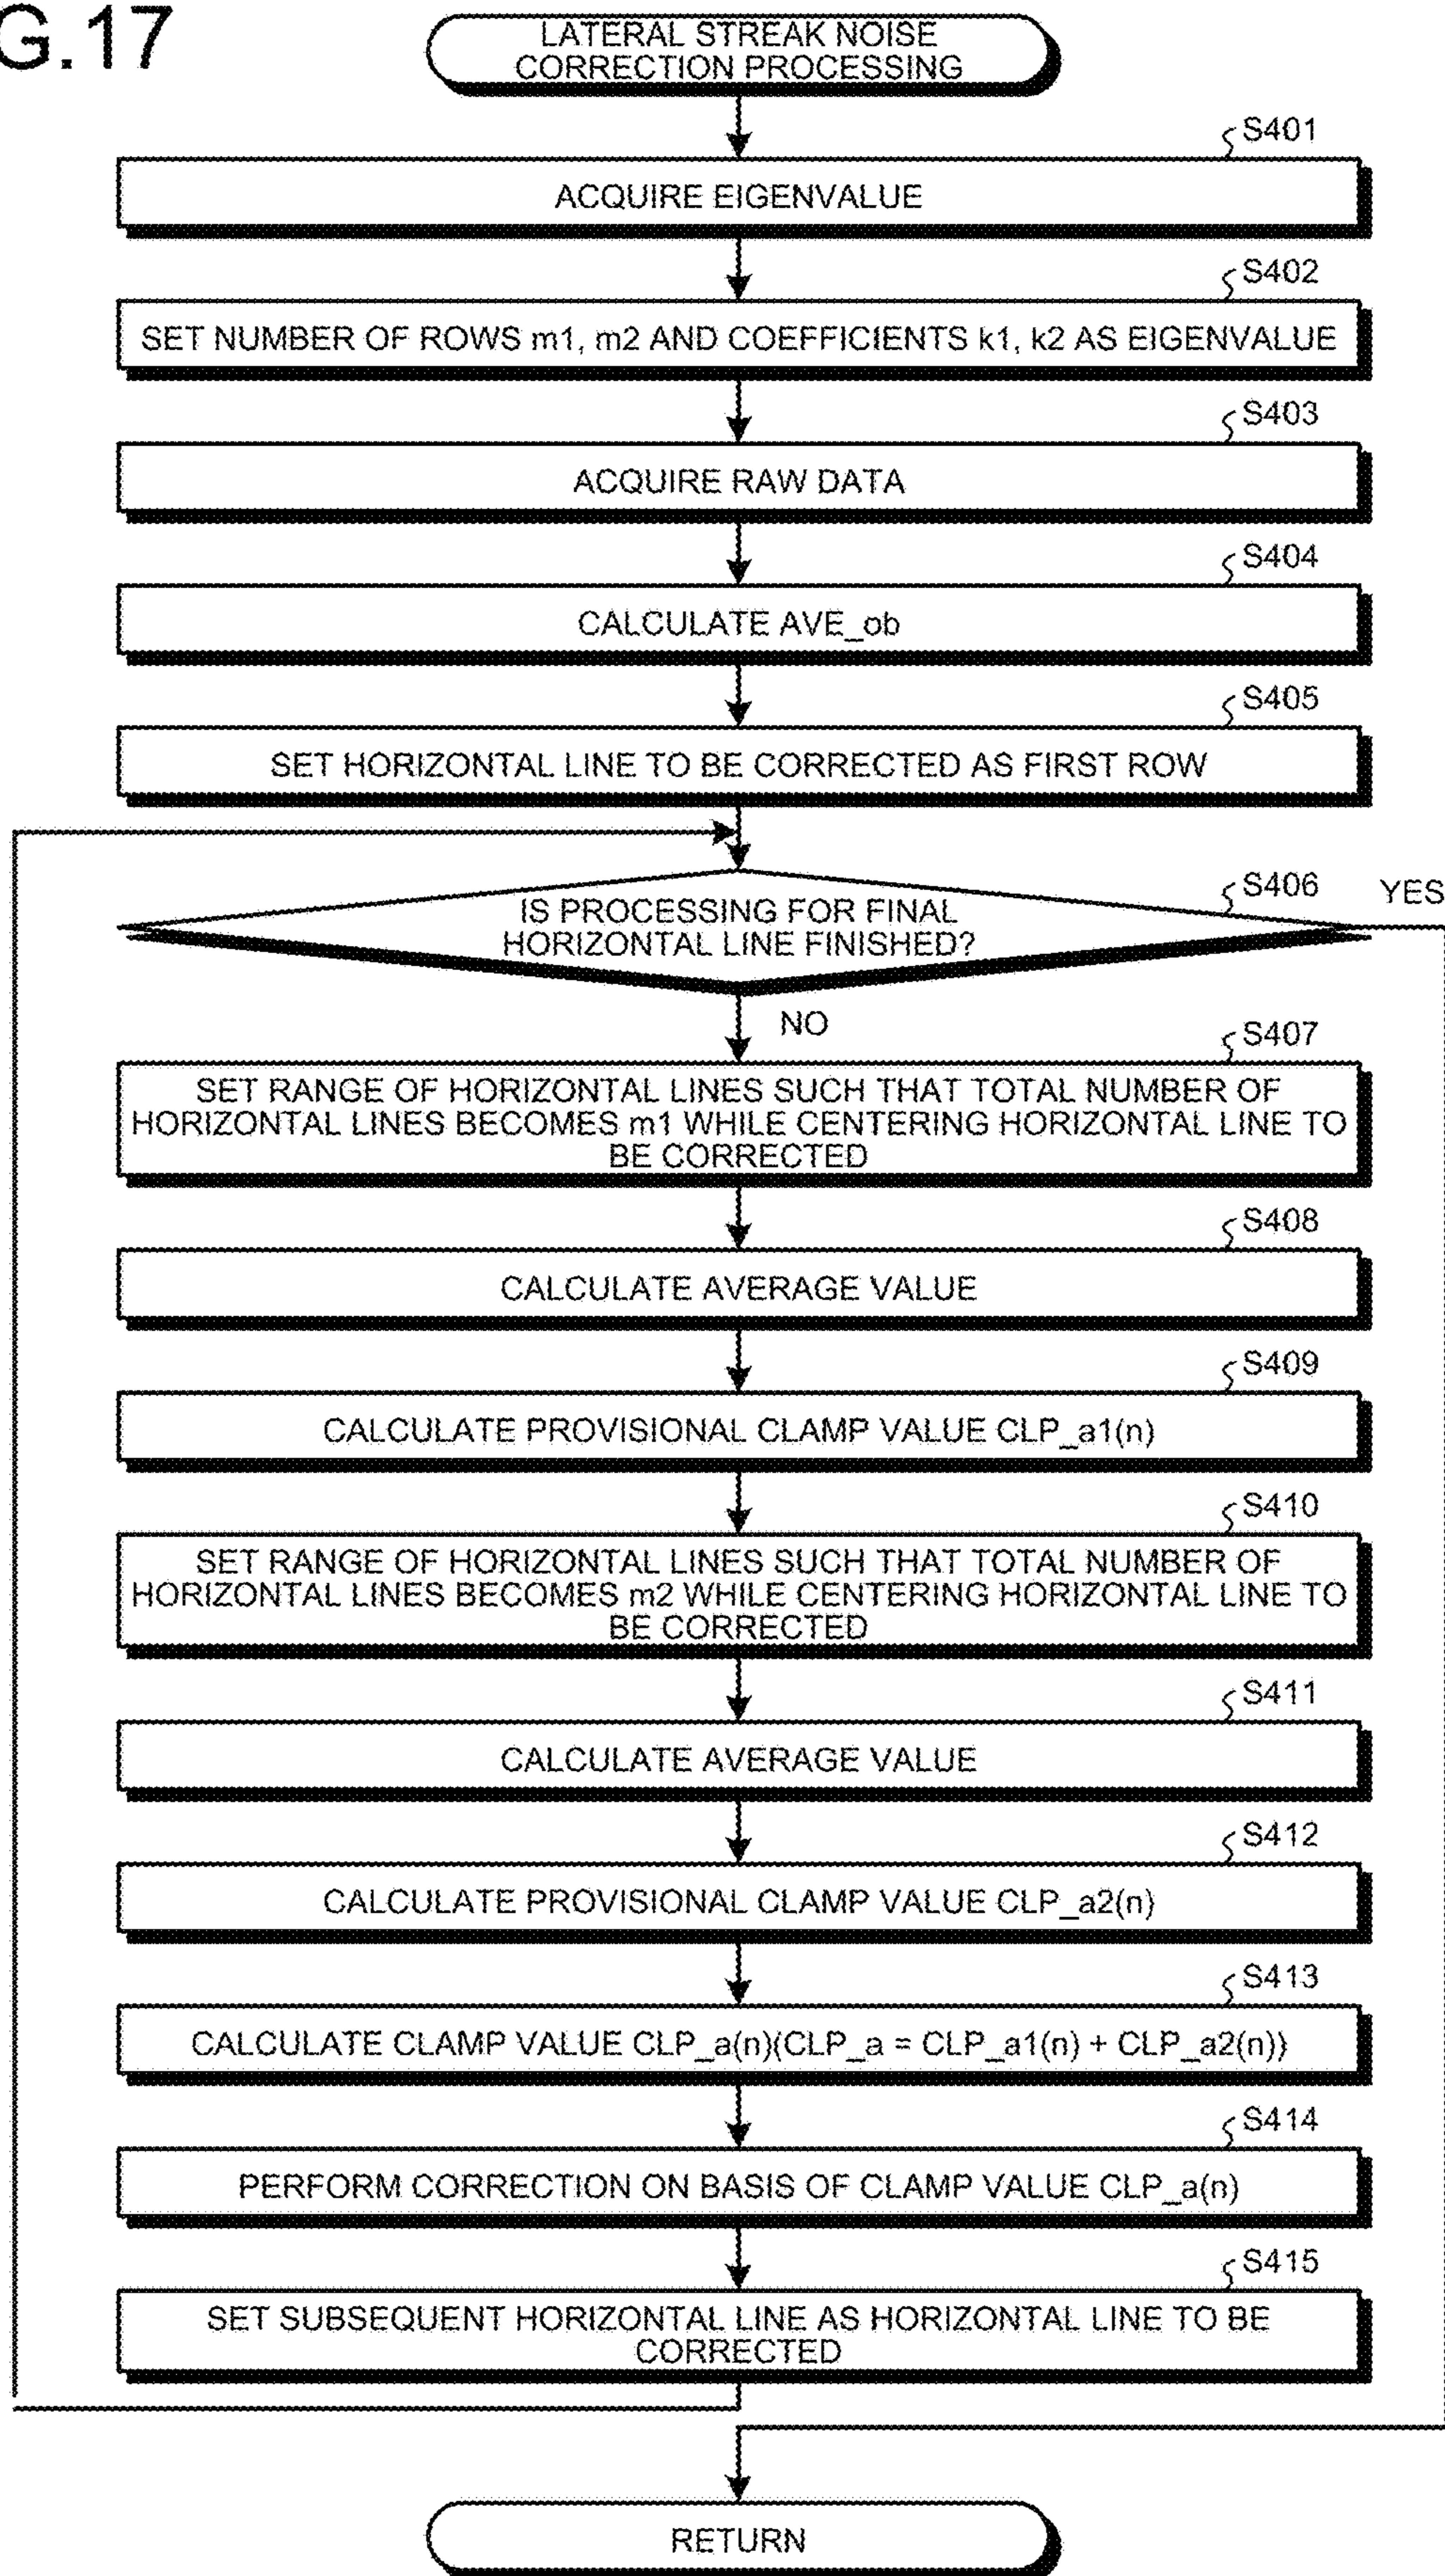 G.17
LATERAL STREAK NOISE
CORRECTION PROCESSING
S401
ACQUIRE EIGENVALUE
S402
SET NUMBER OF ROWS m1, m2 AND COEFFICIENTS k1, k2 AS EIGENVALUE
S403
ACQUIRE RAW DATA
S404
CALCULATE AVE_ob
S405
SET HORIZONTAL LINE TO BE CORRECTED AS FIRST ROW
S406
YES
IS PROCESSING FOR FINAL
HORIZONTAL LINE FINISHED?
NO
S407
SET RANGE OF HORIZONTAL LINES SUCH THAT TOTAL NUMBER OF
HORIZONTAL LINES BECOMES m1 WHILE CENTERING HORIZONTAL LINE TO
BE CORRECTED
S408
CALCULATE AVERAGE VALUE
S409
CALCULATE PROVISIONAL CLAMP VALUE CLP_a1(n)
S410
SET RANGE OF HORIZONTAL LINES SUCH THAT TOTAL NUMBER OF
HORIZONTAL LINES BECOMES m2 WHILE CENTERING HORIZONTAL LINE TO
BE CORRECTED
S411
CALCULATE AVERAGE VALUE
S412
CALCULATE PROVISIONAL CLAMP VALUE CLP_a2(n)
S413
CALCULATE CLAMP VALUE CLP_a(n)(CLP_a = CLP_a1(n) + CLP_a2(n))
S414
PERFORM CORRECTION ON BASIS OF CLAMP VALUE CLP_a(n)
S415
SET SUBSEQUENT HORIZONTAL LINE AS HORIZONTAL LINE TO BE
CORRECTED
RETURN